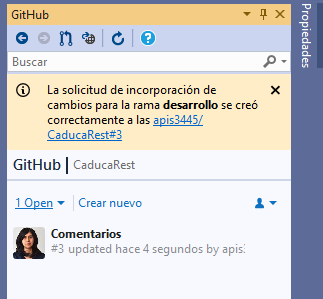 GitHub
Propiedades
Buscar
La solicitud de incorporación de
cambios para la rama desarrollo se creó
correctamente a las apis3445/
CaducaRest#3
GitHub | CaducaRest
1 Open
Crear nuevo
Comentarios
#3 updated hace 4 segundos by apis3